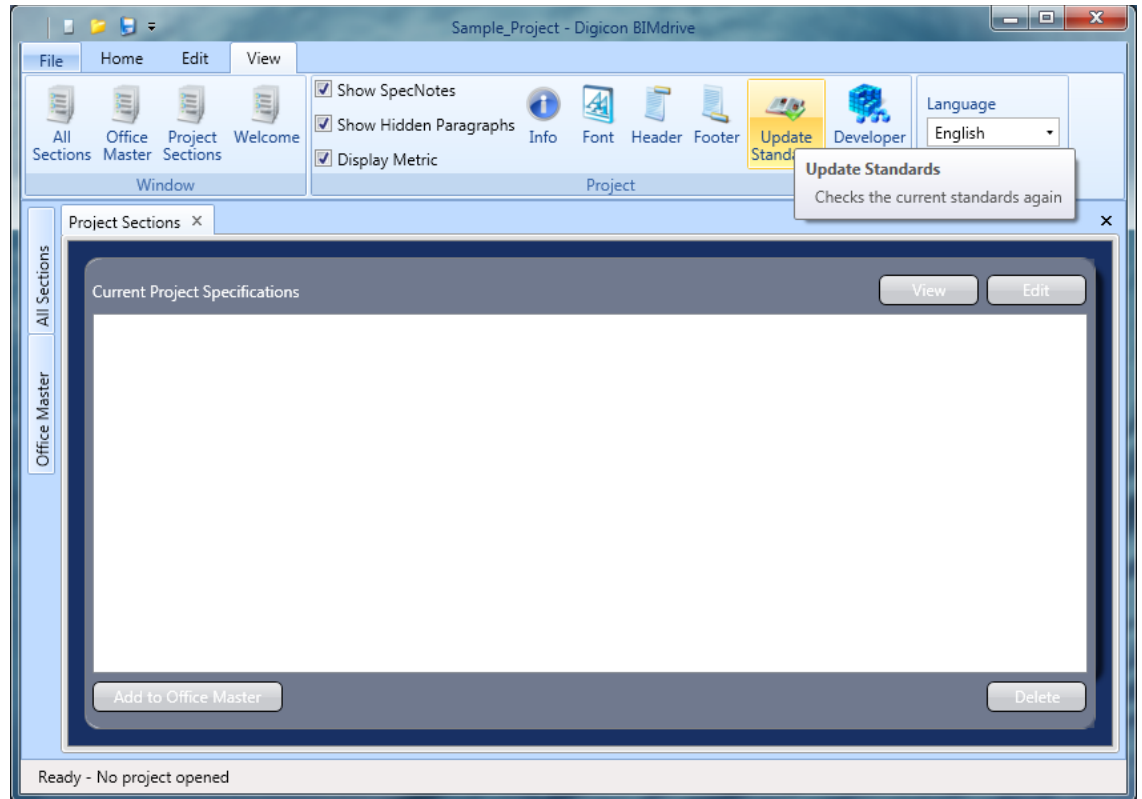 Sample_Project - Digicon BIMdrive
File Home Edit View
All Sections
Office Master
Project Sections
Welcome
Window
Show SpecNotes
Show Hidden Paragraphs
Display Metric
Info
Font
Header
Footer
Update
Developer
Project
Language
English
Update Standards
Checks the current standards again
Project Sections
All Sections
Office Master
Current Project Specifications
View
Edit
Add to Office Master
Delete
Ready - No project opened